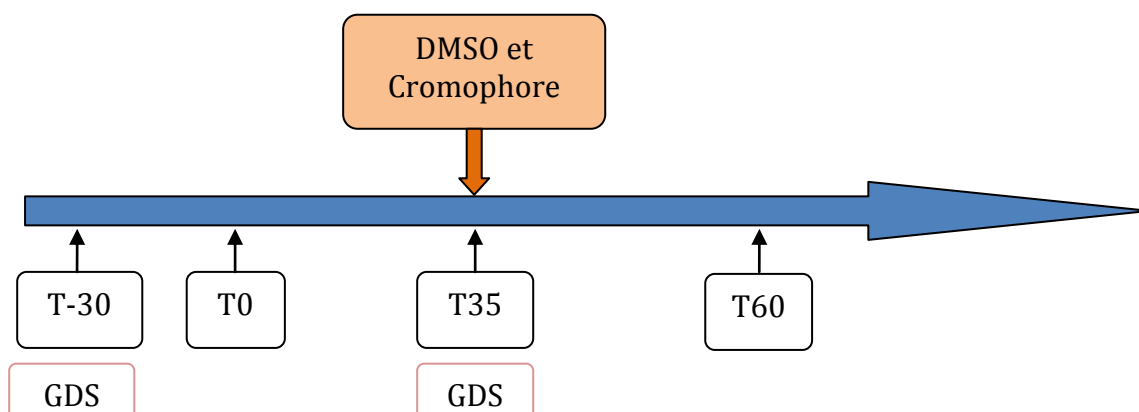 DMSO et
Cromophore
T-30
T0
T35
T60
GDS
GDS